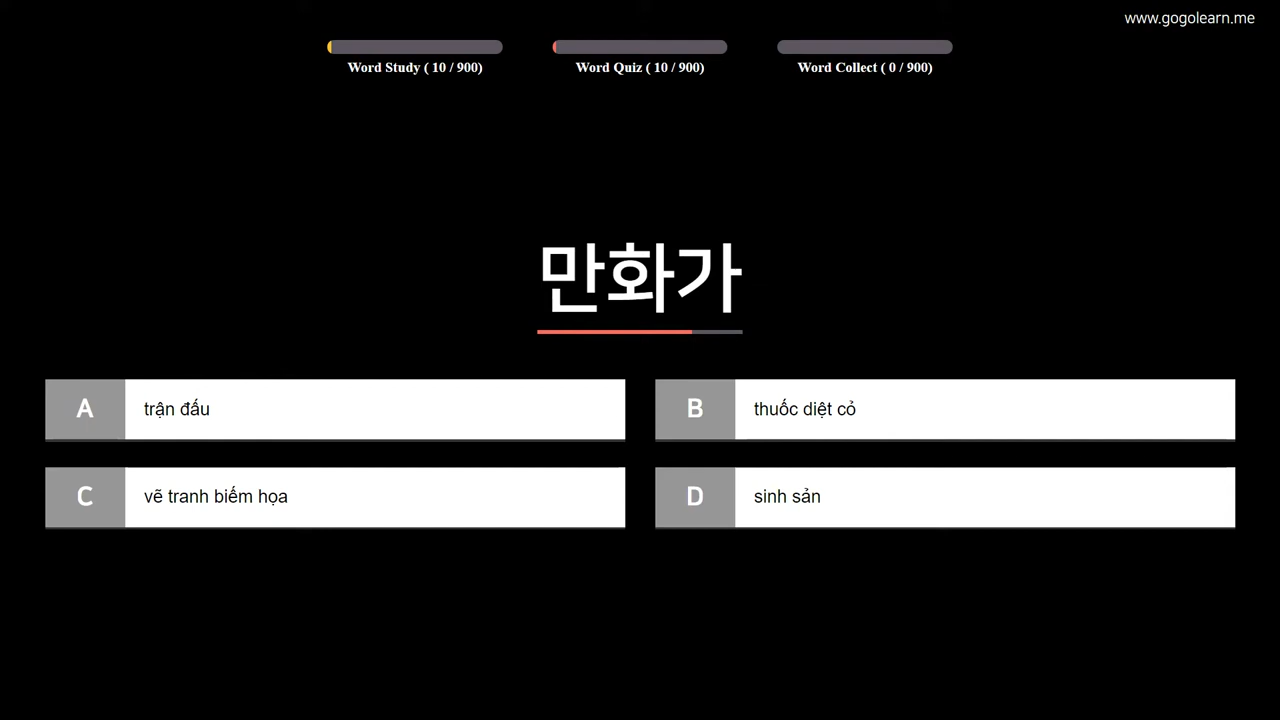 www.gogolearn.me
Word Study ( 10 / 900)
Word Quiz ( 10 / 900)
Word Collect ( 0 / 900)
만화가
A trận đấu
B thuốc diệt cỏ
C vẽ tranh biếm họa
D sinh sản